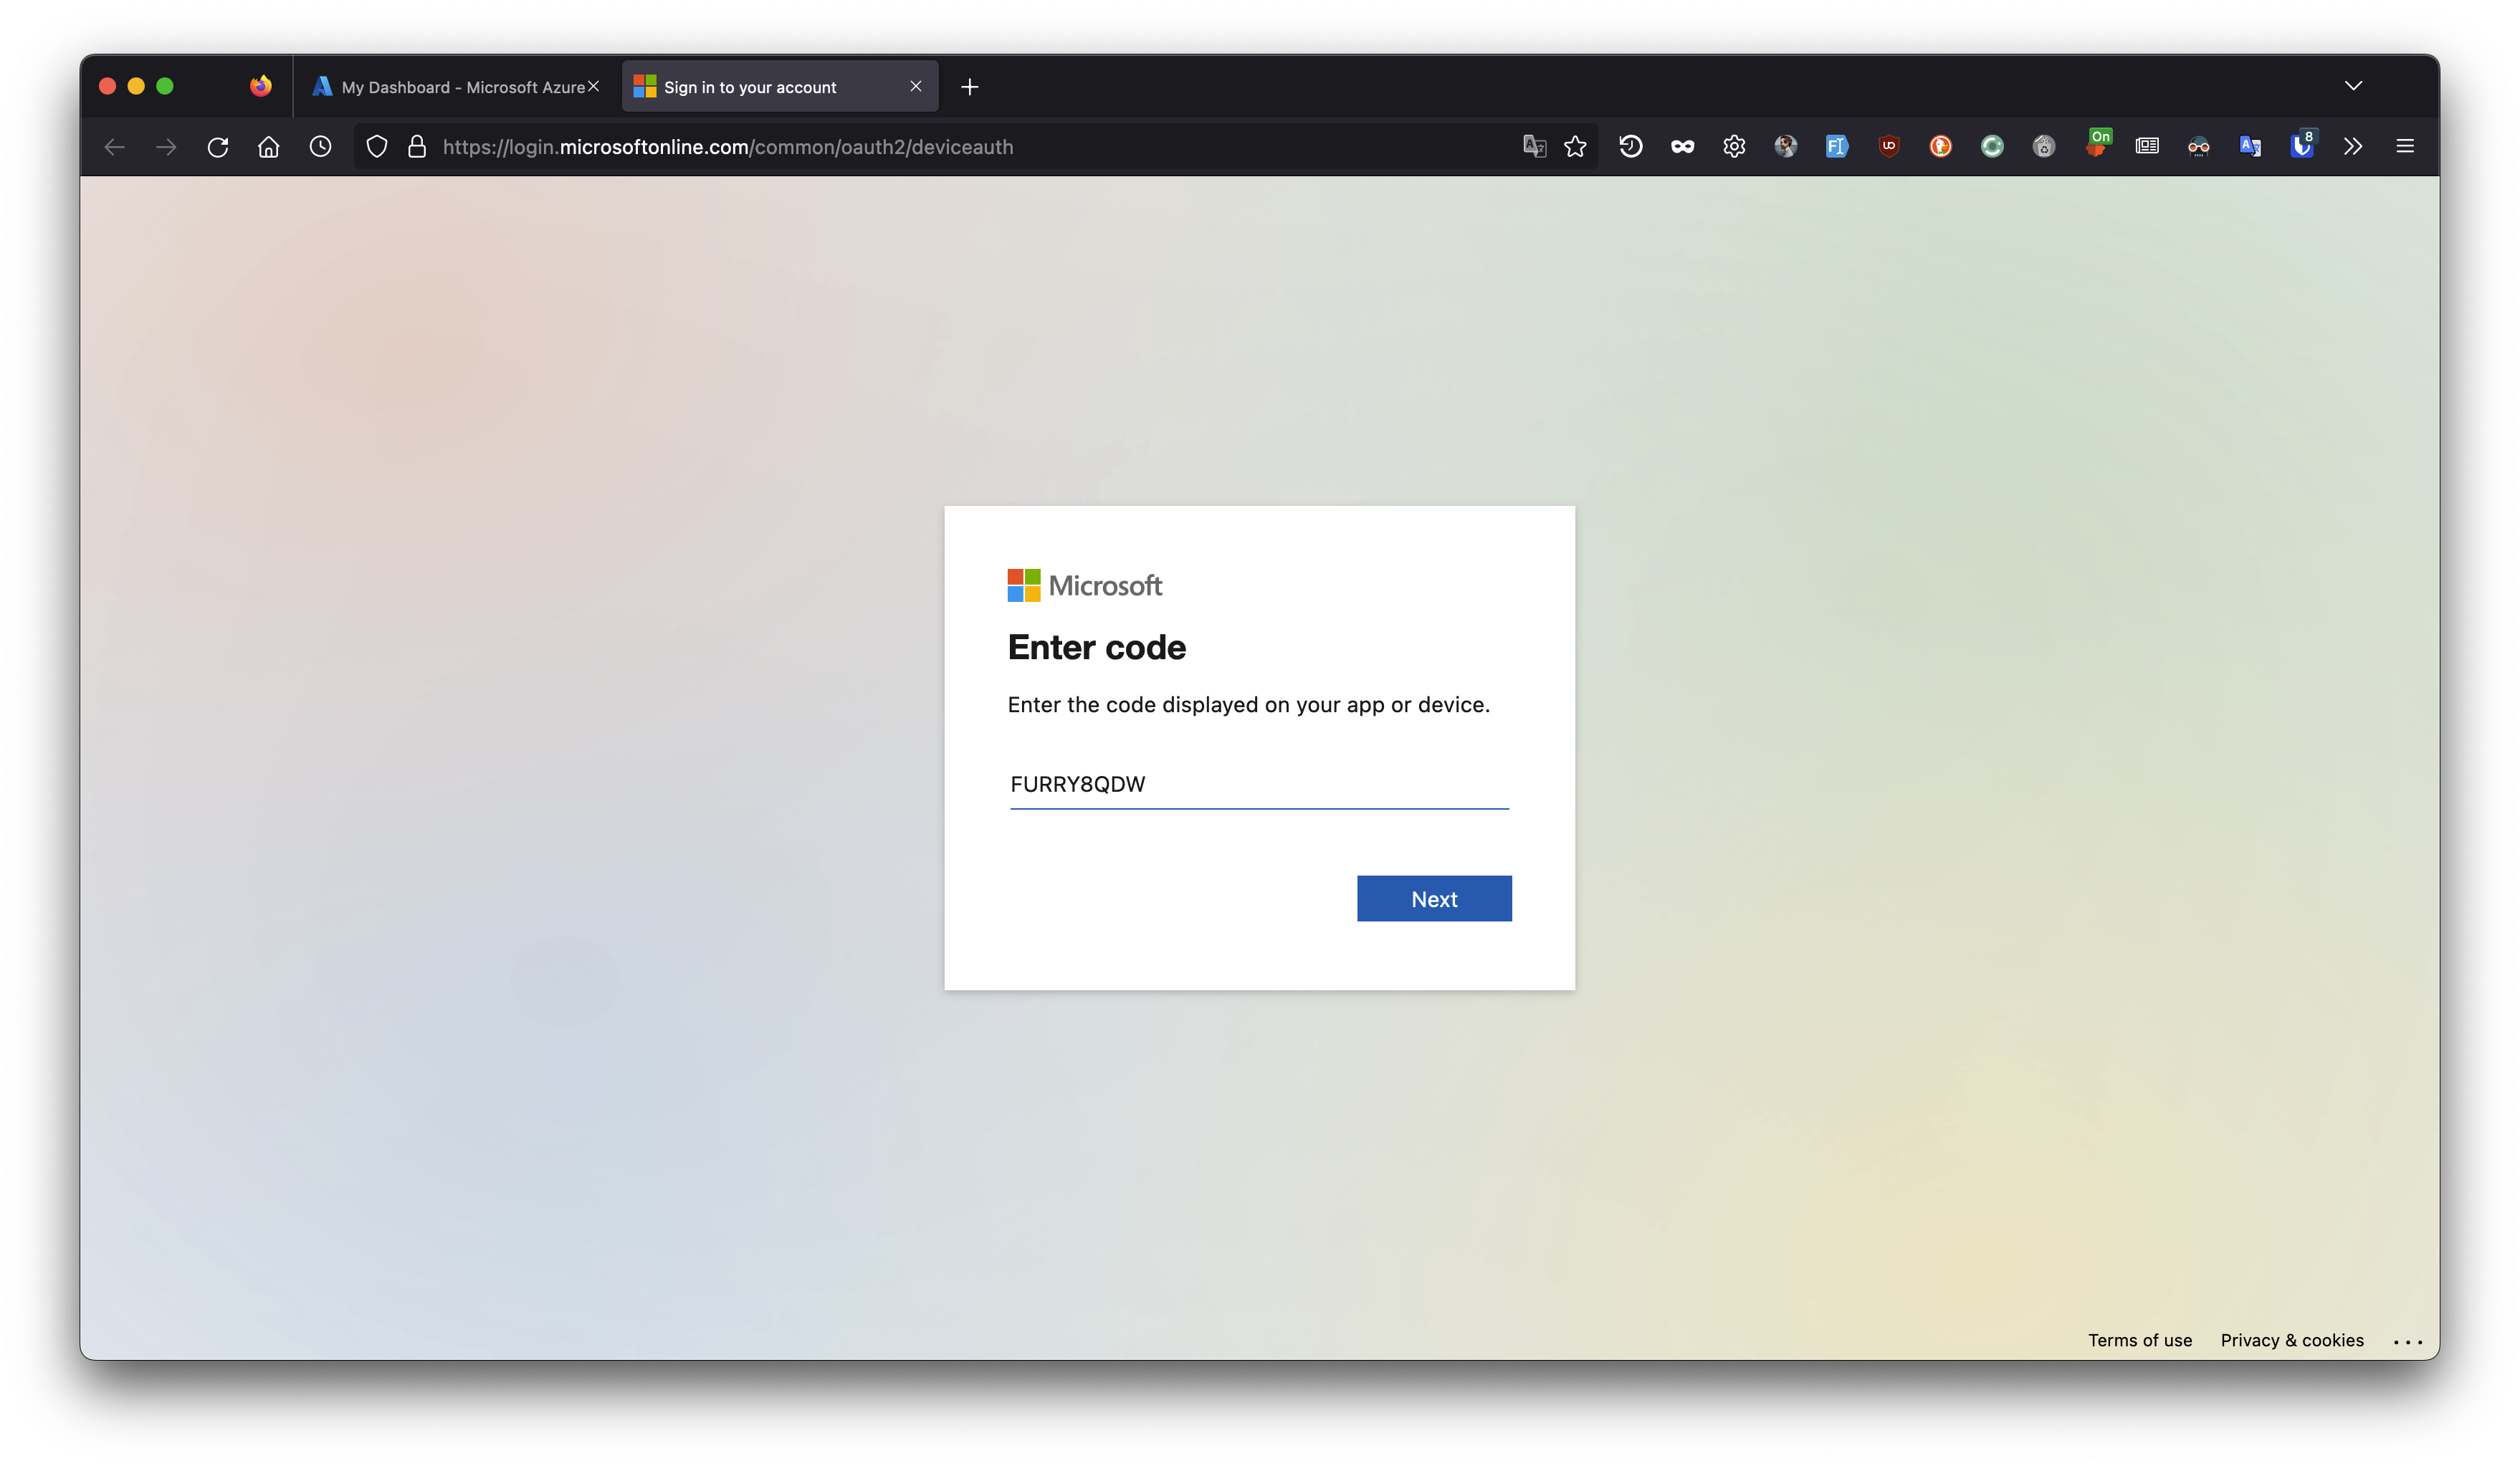 My Dashboard - Microsoft Azure
Sign in to your account
https://login.microsoftonline.com/common/oauth2/deviceauth
On
8
Microsoft
Enter code
Enter the code displayed on your app or device.
FURRY8QDW
Next
Terms of use Privacy & cookies ...